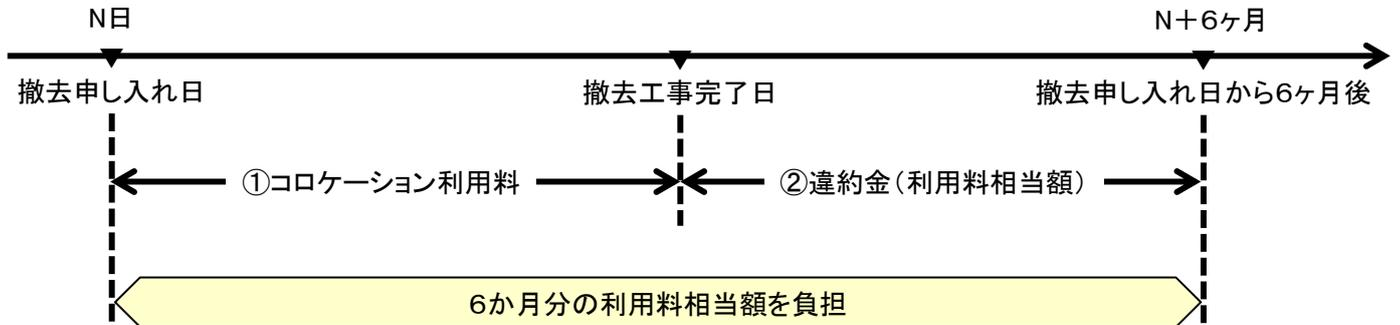 N日
N＋6ヶ月
撤去申し入れ日
撤去工事完了日
撤去申し入れ日から6ヶ月後
①コロケーション利用料
②違約金（利用料相当額）
6か月分の利用料相当額を負担